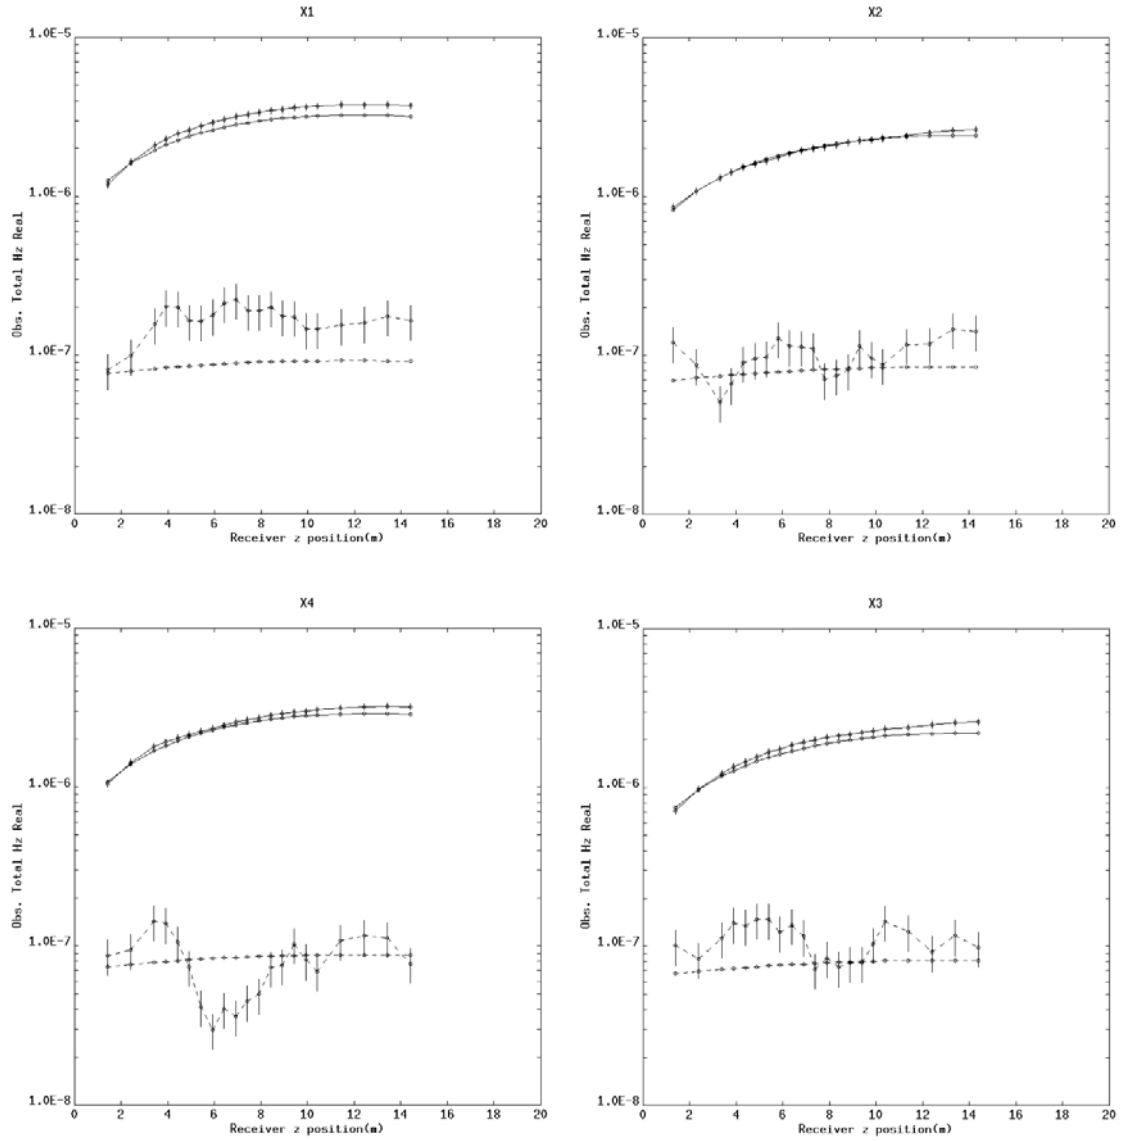 X1
1.0E-5
1.0E-6
1.0E-7
1.0E-8
Obs. Total Hz Real
0 2 4 6 8 10 12 14 16 18 20
Receiver z position(m)
X2
1.0E-5
1.0E-6
1.0E-7
1.0E-8
Obs. Total Hz Real
0 2 4 6 8 10 12 14 16 18 20
Receiver z position(m)
X4
1.0E-5
1.0E-6
1.0E-7
1.0E-8
Obs. Total Hz Real
0 2 4 6 8 10 12 14 16 18 20
Receiver z position(m)
X3
1.0E-5
1.0E-6
1.0E-7
1.0E-8
Obs. Total Hz Real
0 2 4 6 8 10 12 14 16 18 20
Receiver z position(m)